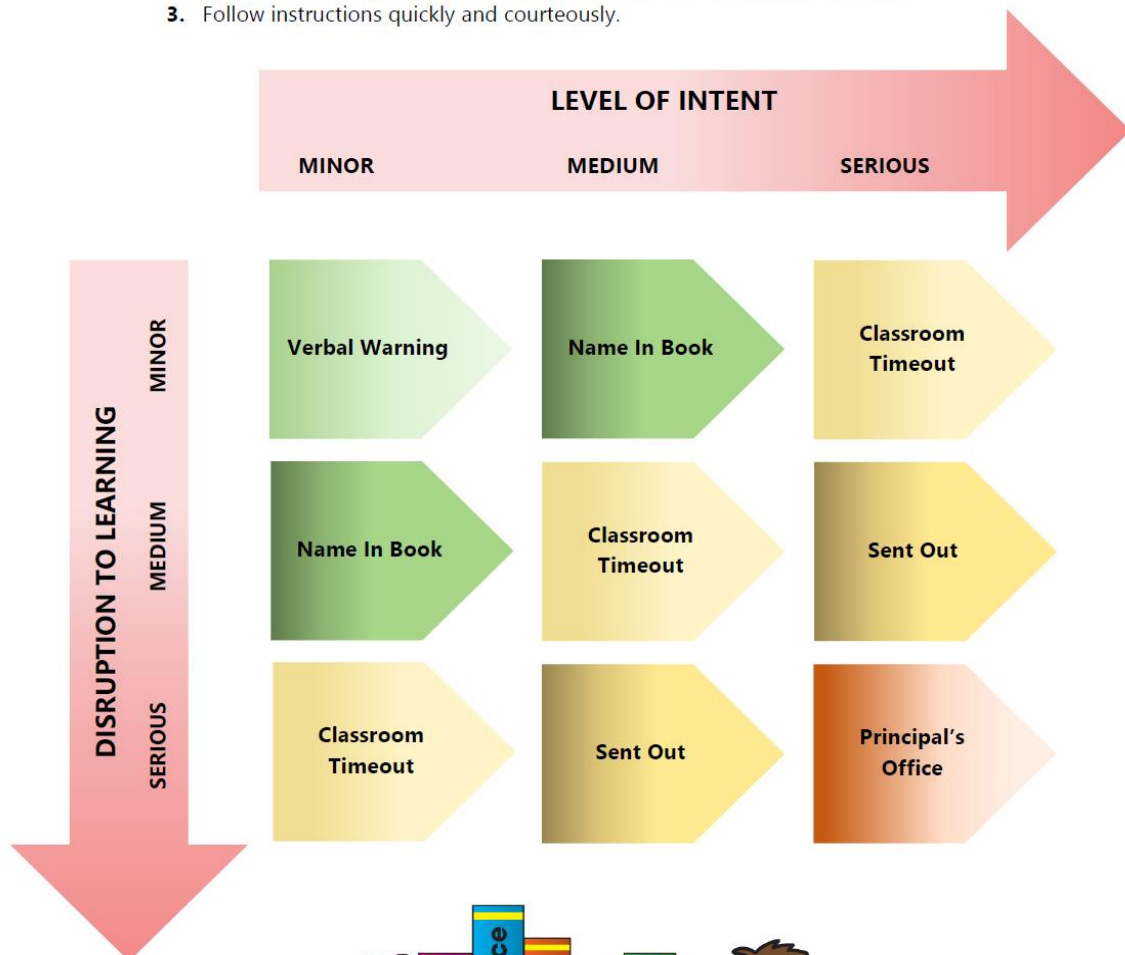 3. Follow instructions quickly and courteously.
LEVEL OF INTENT
MINOR MEDIUM SERIOUS
DISRUPTION TO LEARNING
MINOR
Verbal Warning
Name In Book
Classroom
Timeout
MEDIUM
Name In Book
Classroom
Timeout
Sent Out
SERIOUS
Classroom
Timeout
Sent Out
Principal's
Office